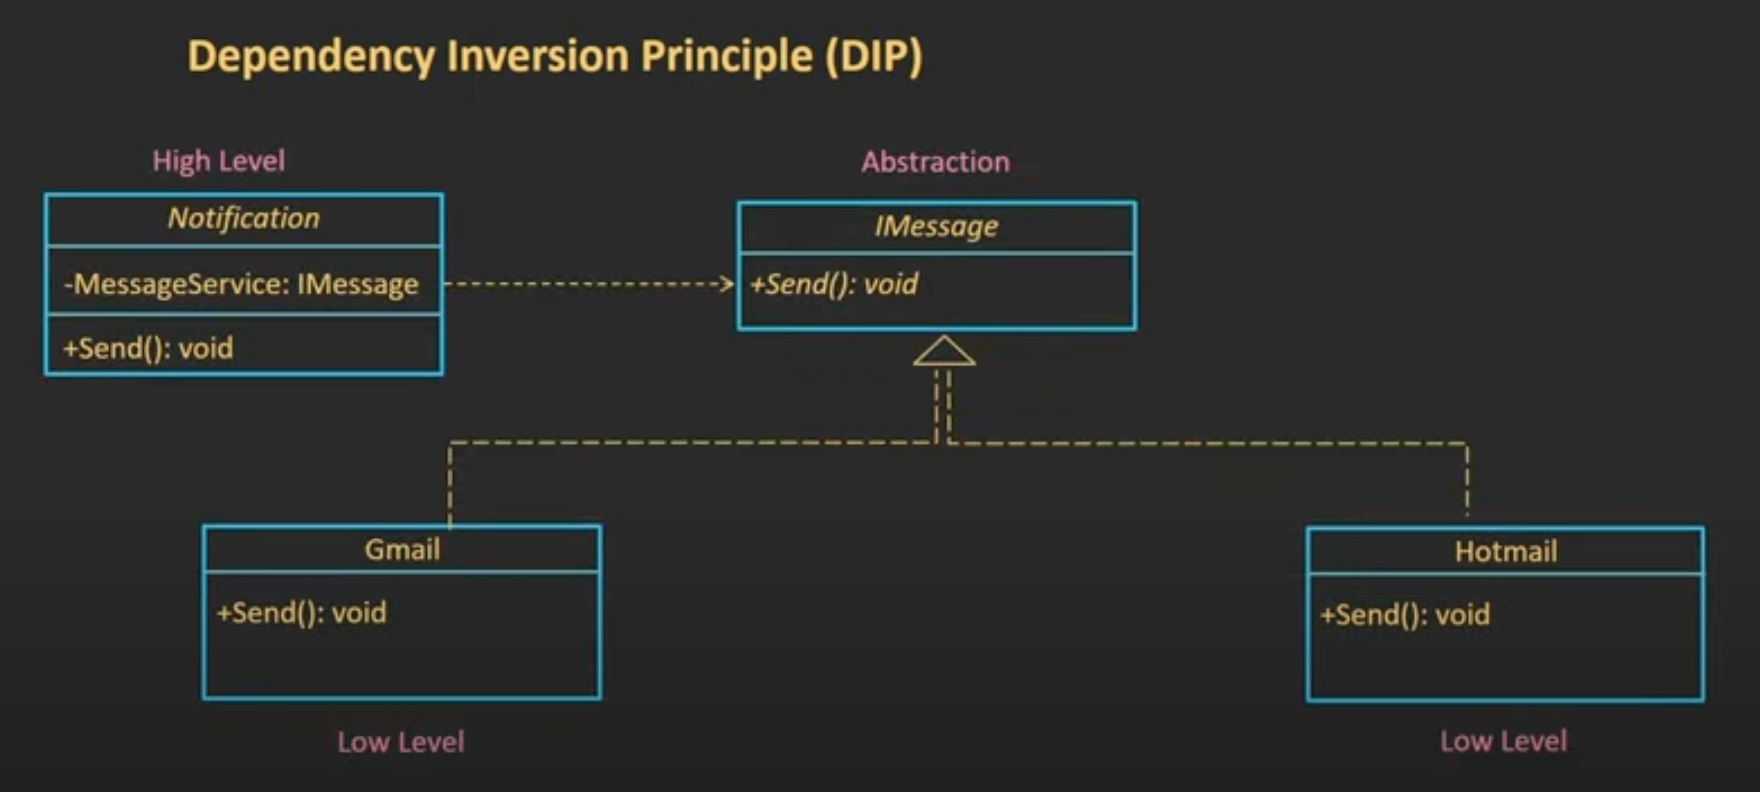 Dependency Inversion Principle (DIP)
High Level
Abstraction
Notification
-MessageService: IMessage
+Send(): void
IMessage
+Send(): void
Gmail
+Send(): void
Hotmail
+Send(): void
Low Level
Low Level